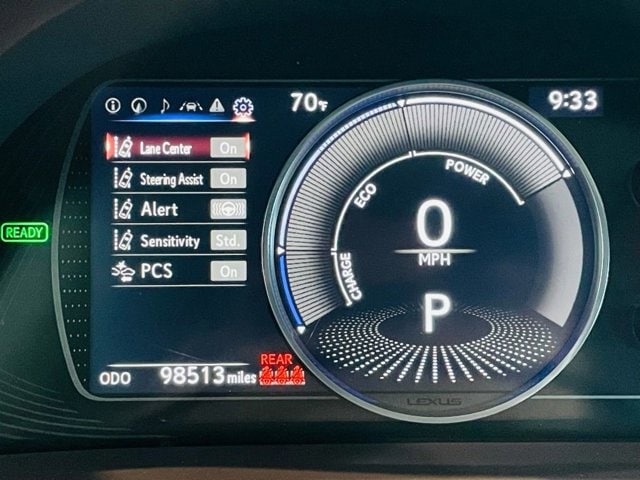 70°F
9:33
Lane Center On
Steering Assist On
Alert
Sensitivity Std.
PCS On
READY
ECO
POWER
CHARGE
0
MPH
P
REAR
ODO 98513 miles
LEXUS